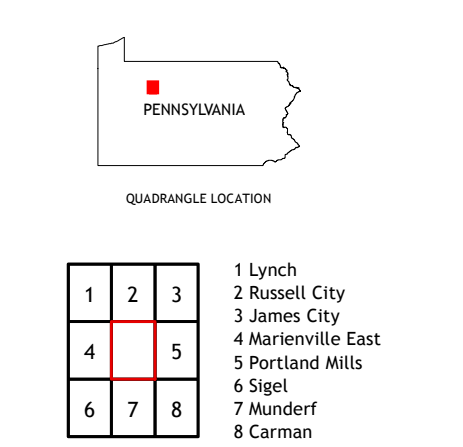 PENNSYLVANIA
QUADRANGLE LOCATION
1 2 3
4 5
6 7 8
1 Lynch
2 Russell City
3 James City
4 Marienville East
5 Portland Mills
6 Sigel
7 Munderf
8 Carman